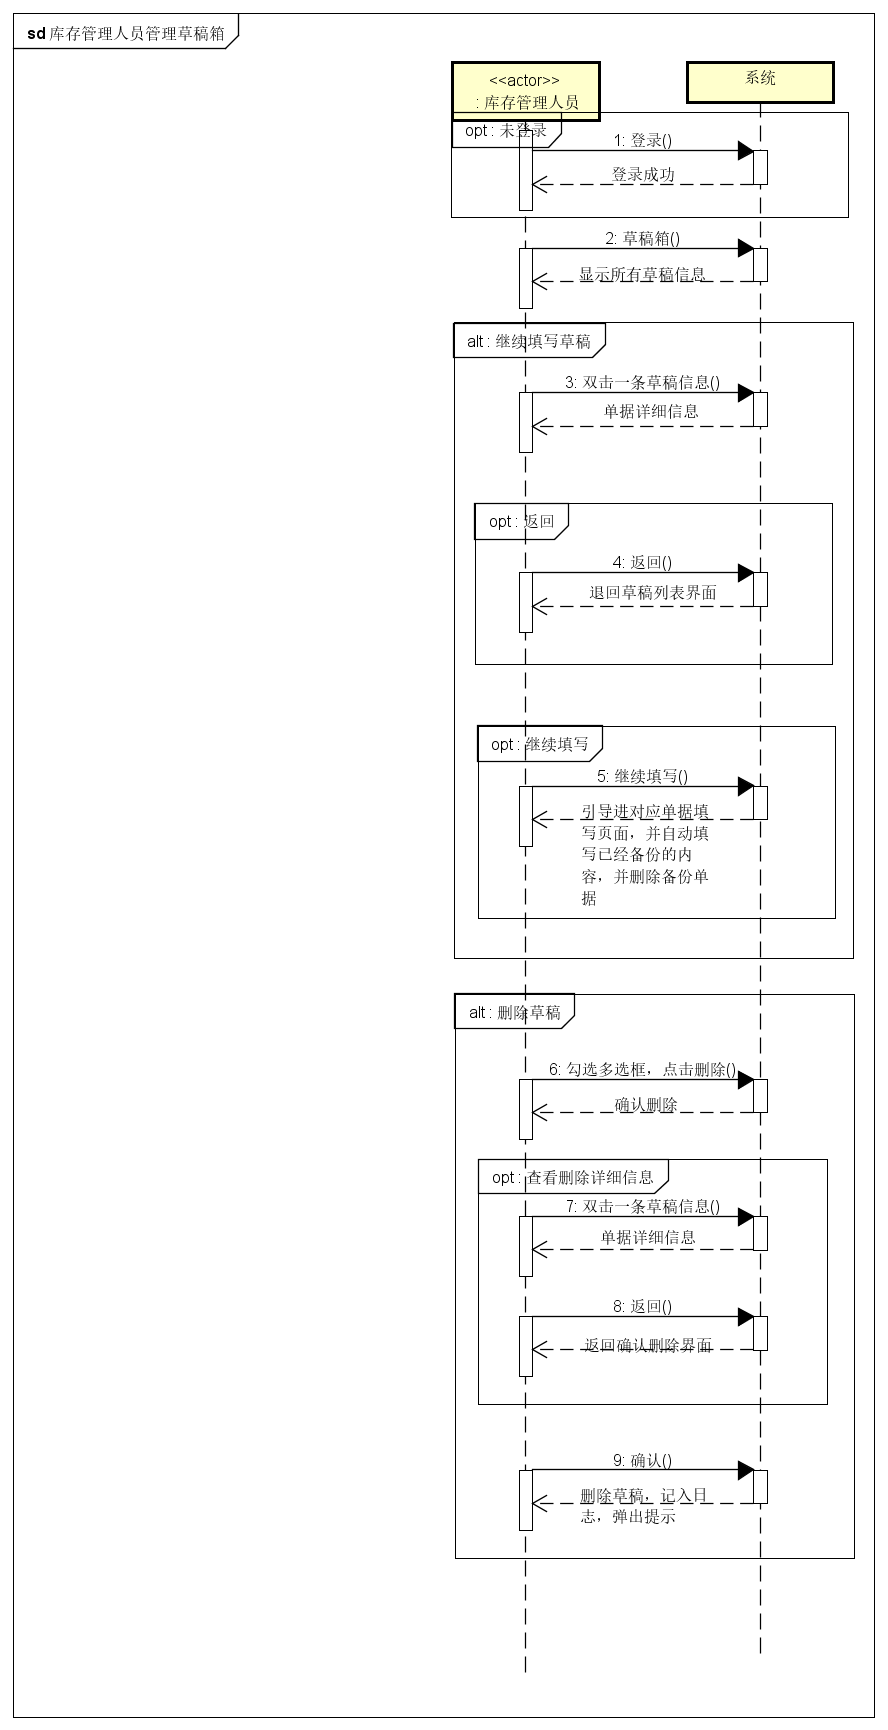 sd 库存管理人员管理草稿箱
<<actor>>
: 库存管理人员
系统
opt : 未登录
1: 登录()
登录成功
2: 草稿箱()
显示所有草稿信息
alt : 继续填写草稿
3: 双击一条草稿信息()
单据详细信息
opt : 返回
4: 返回()
退回草稿列表界面
opt : 继续填写
5: 继续填写()
引导进对应单据填
写页面，并自动填
写已经备份的内
容，并删除备份单
据
alt : 删除草稿
6: 勾选多选框，点击删除()
确认删除
opt : 查看删除详细信息
7: 双击一条草稿信息()
单据详细信息
8: 返回()
返回确认删除界面
9: 确认()
删除草稿，记入日
志，弹出提示